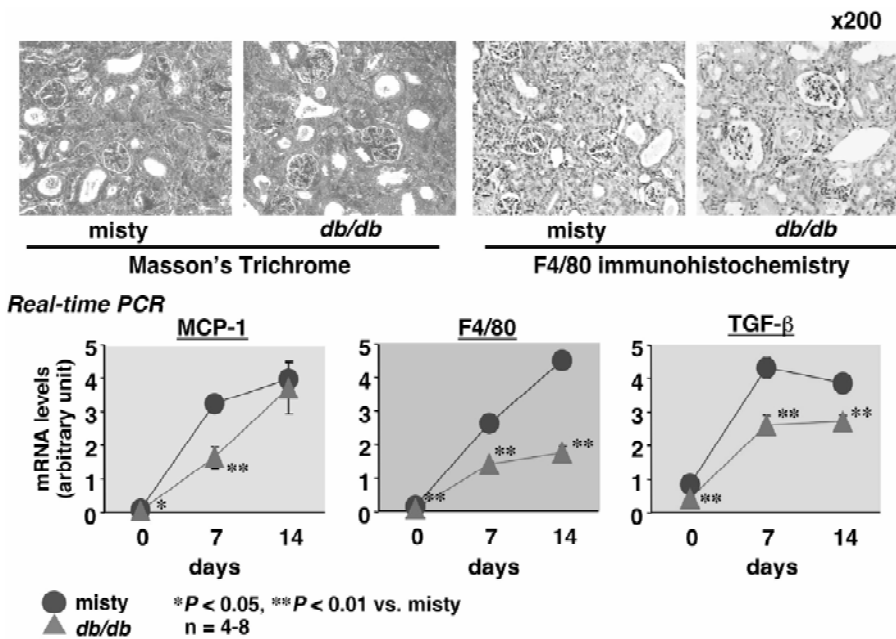 x200
misty db/db misty db/db
Masson's Trichrome F4/80 immunohistochemistry
Real-time PCR
MCP-1 F4/80 TGF-β
mRNA levels
(arbitrary unit)
5 4 3 2 1 0
** *
0 7 14
days
5 4 3 2 1 0
** ** **
0 7 14
days
5 4 3 2 1 0
** ** **
0 7 14
days
misty *P < 0.05, **P < 0.01 vs. misty
db/db n = 4-8